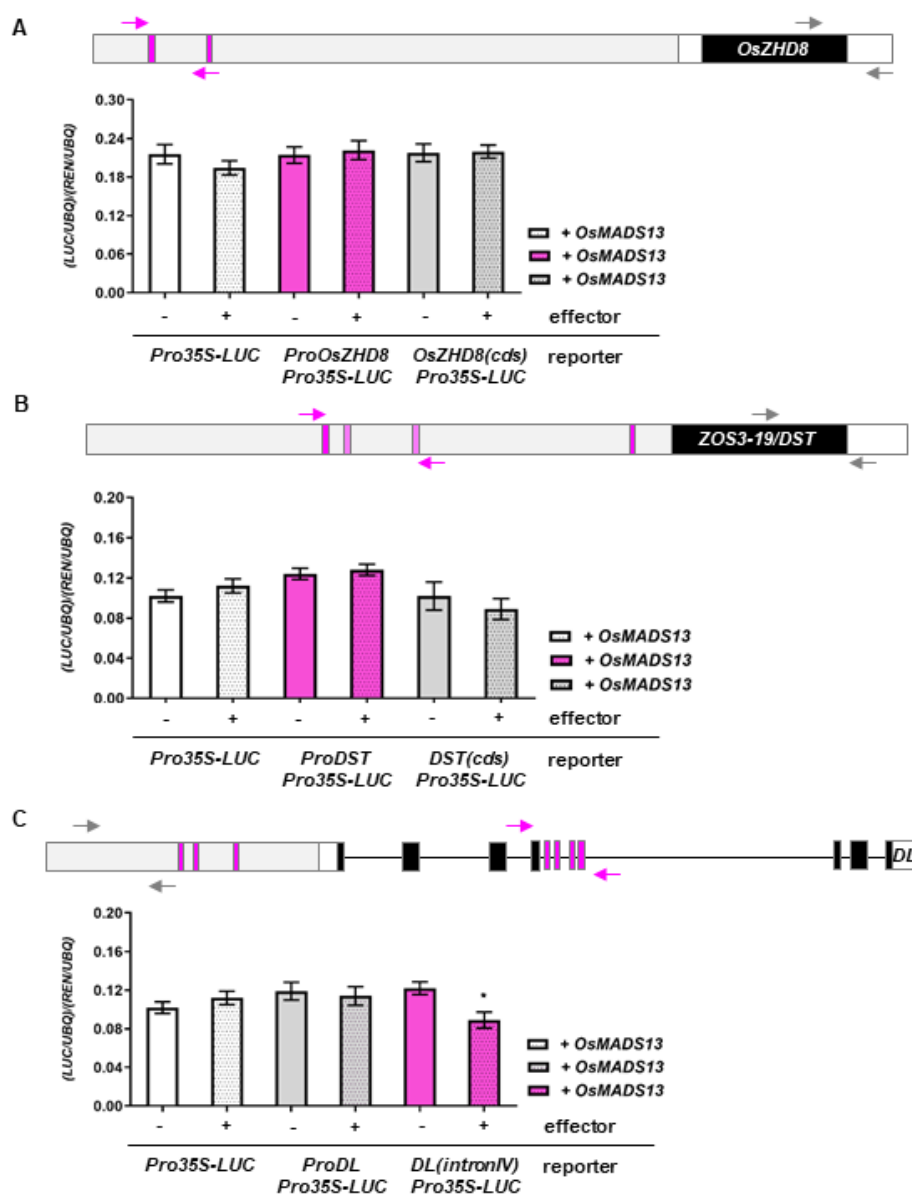 A
OsZHD8
0.30
0.24
0.18
0.12
0.06
0.00
(LUC/UBQ)/(REN/UBQ)
+ OsMADS13
+ OsMADS13
+ OsMADS13
- + - + - + effector
Pro35S-LUC ProOsZHD8 OsZHD8(cds) reporter
Pro35S-LUC Pro35S-LUC
B
ZOS3-19/DST
0.20
0.16
0.12
0.08
0.04
0.00
(LUC/UBQ)/(REN/UBQ)
+ OsMADS13
+ OsMADS13
+ OsMADS13
- + - + - + effector
Pro35S-LUC ProDST DST(cds) reporter
Pro35S-LUC Pro35S-LUC
C
DL
0.20
0.16
0.12
0.08
0.04
0.00
(LUC/UBQ)/(REN/UBQ)
*
+ OsMADS13
+ OsMADS13
+ OsMADS13
- + - + - + effector
Pro35S-LUC ProDL DL(intronIV) reporter
Pro35S-LUC Pro35S-LUC